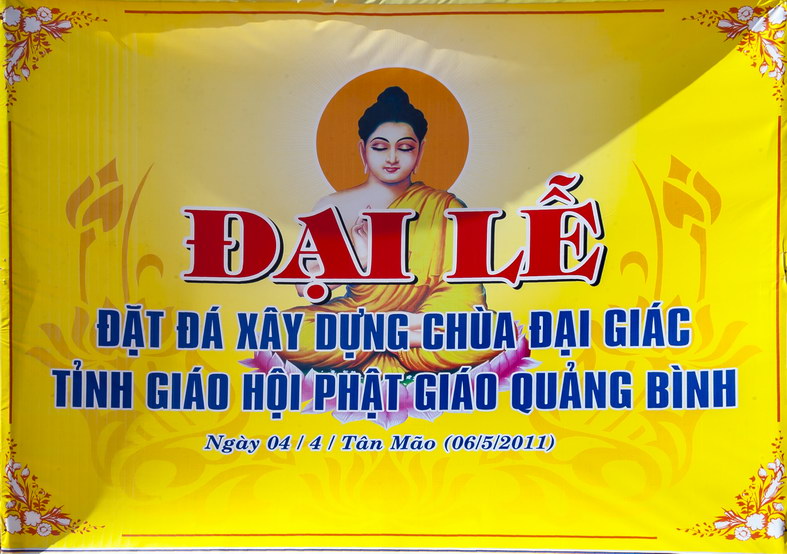 ĐẠI LỄ
ĐẶT ĐÁ XÂY DỰNG CHÙA ĐẠI GIÁC
TỈNH GIÁO HỘI PHẬT GIÁO QUẢNG BÌNH
Ngày 04 / 4 / Tân Mão (06/5/2011)